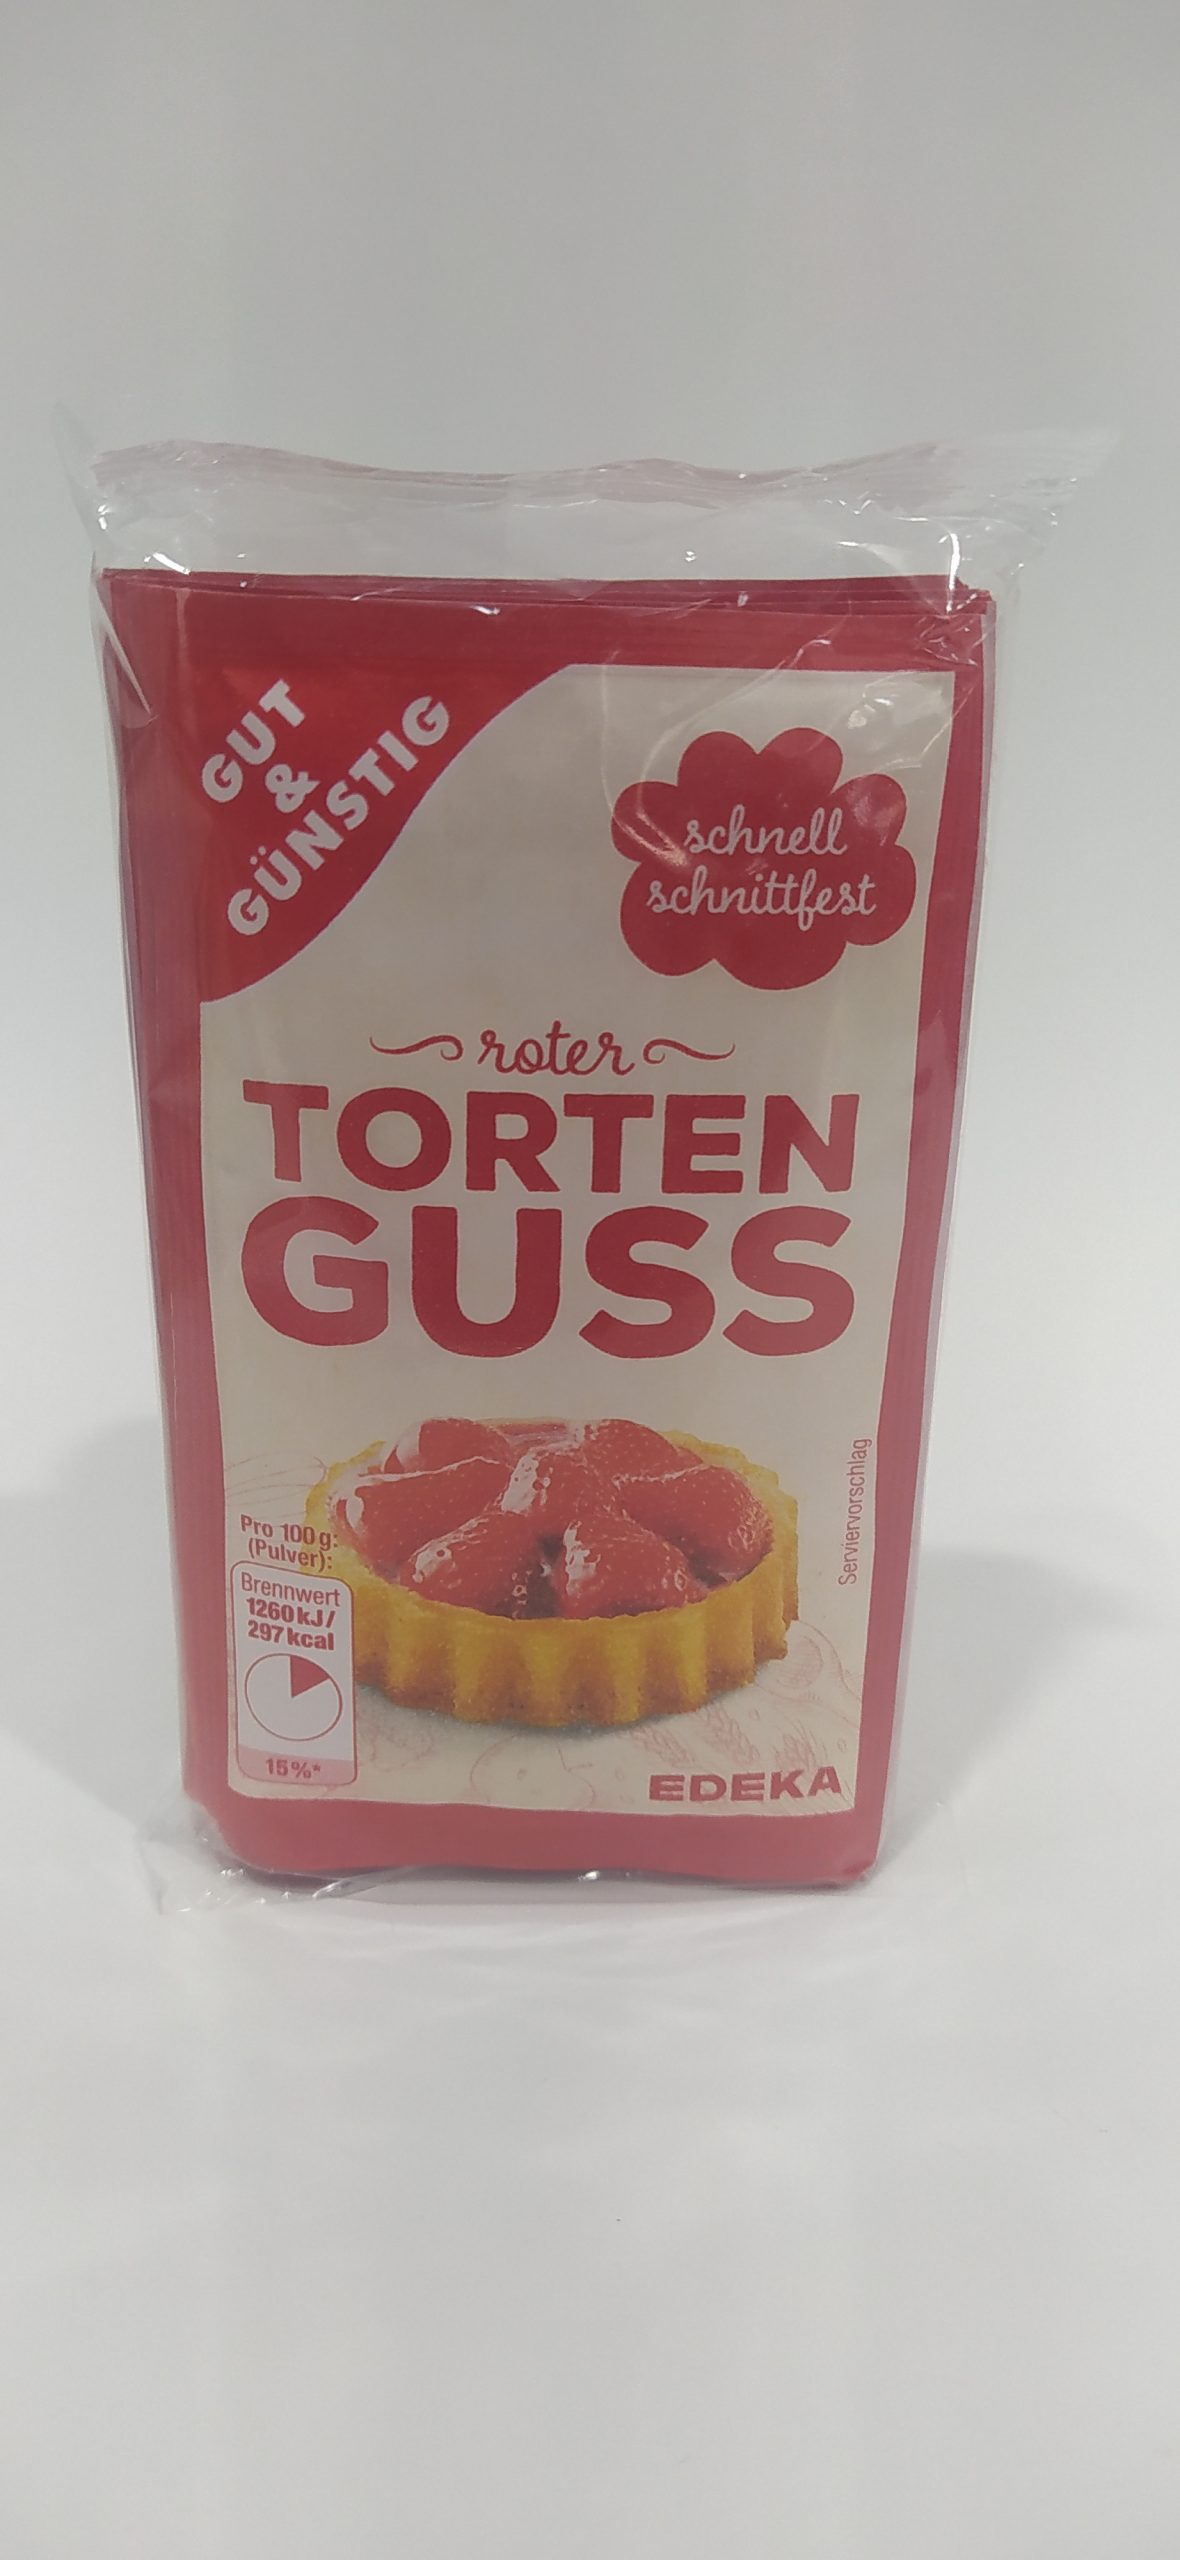 GUT
&
GÜNSTIG
schnell
schnittfest
roter
TORTEN
GUSS
Serviervorschlag
Pro 100 g:
(Pulver):
Brennwert
1260 kJ/
297 kcal
15%*
EDEKA